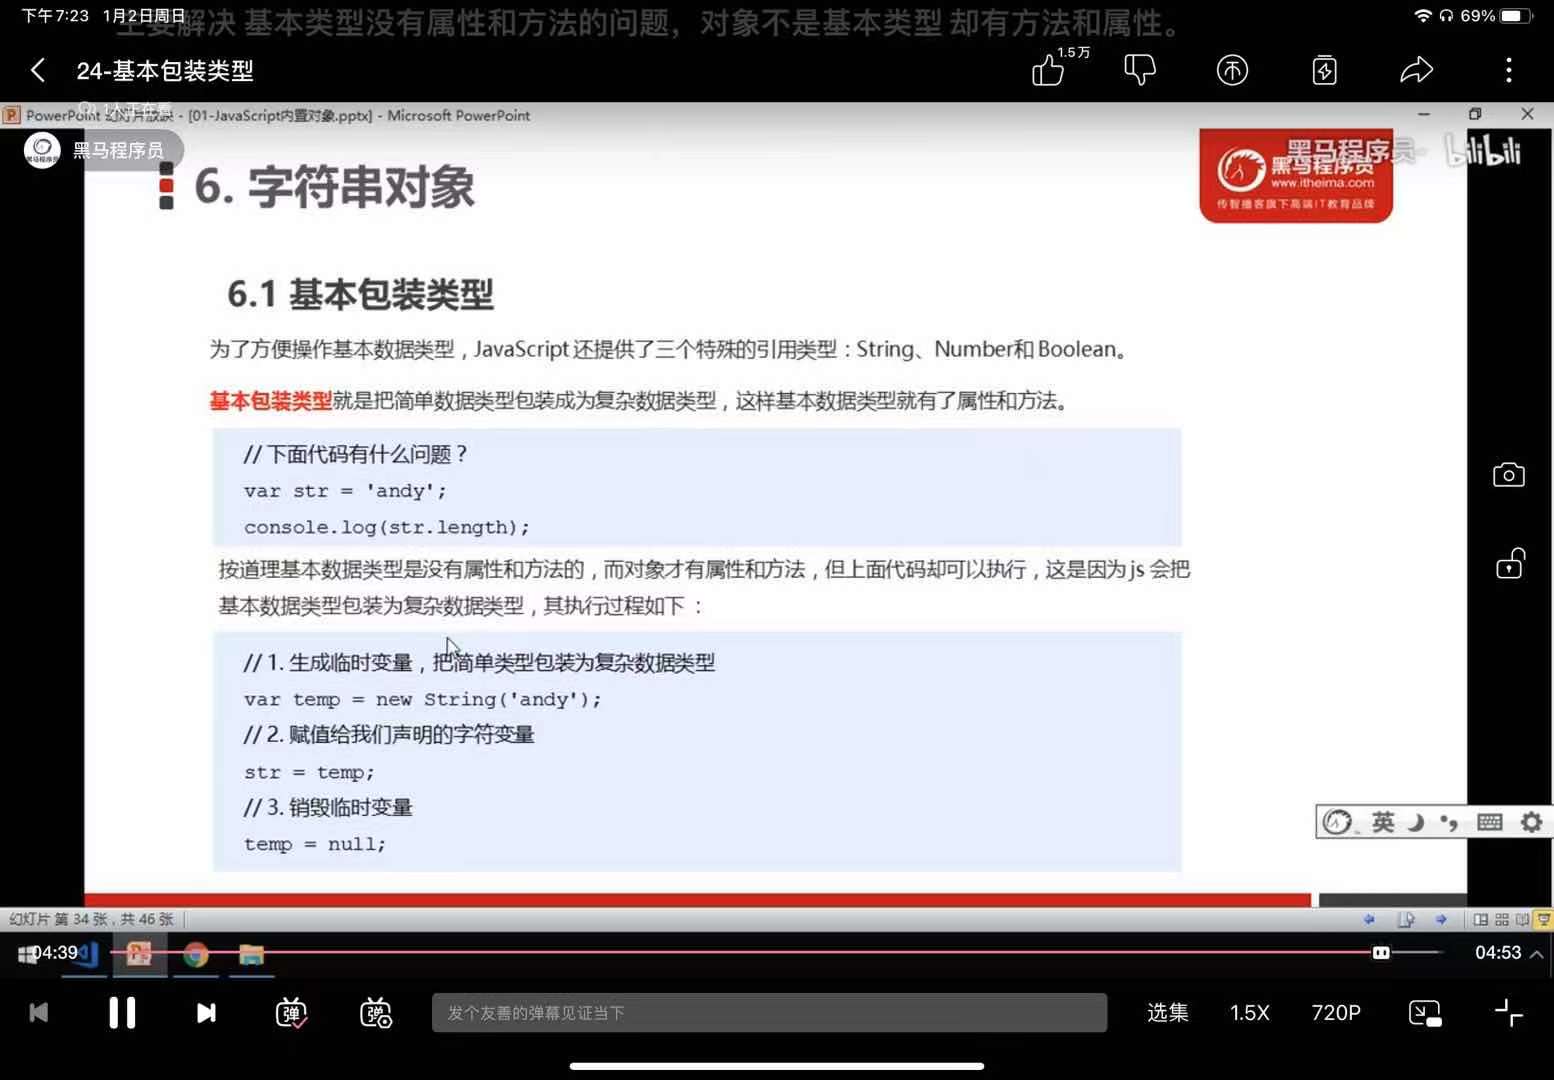 主要解决 基本类型没有属性和方法的问题，对象不是基本类型 却有方法和属性。
下午7:23 1月2日周日
69%
24-基本包装类型
1.5万
1人正在看
PowerPoint 幻灯片放映 - [01-JavaScript内置对象.pptx] - Microsoft PowerPoint
黑马程序员
黑马程序员 bilibili
黑马程序员
www.itheima.com
传智播客旗下高端IT教育品牌
6. 字符串对象
6.1 基本包装类型
为了方便操作基本数据类型，JavaScript 还提供了三个特殊的引用类型：String、Number和 Boolean。
基本包装类型就是把简单数据类型包装成为复杂数据类型，这样基本数据类型就有了属性和方法。
// 下面代码有什么问题？
var str = 'andy';
console.log(str.length);
按道理基本数据类型是没有属性和方法的，而对象才有属性和方法，但上面代码却可以执行，这是因为 js 会把
基本数据类型包装为复杂数据类型，其执行过程如下 ：
// 1. 生成临时变量，把简单类型包装为复杂数据类型
var temp = new String('andy');
// 2. 赋值给我们声明的字符变量
str = temp;
// 3. 销毁临时变量
temp = null;
英
幻灯片 第 34 张，共 46 张
04:39
04:53
弹
弹
发个友善的弹幕见证当下
选集
1.5X
720P